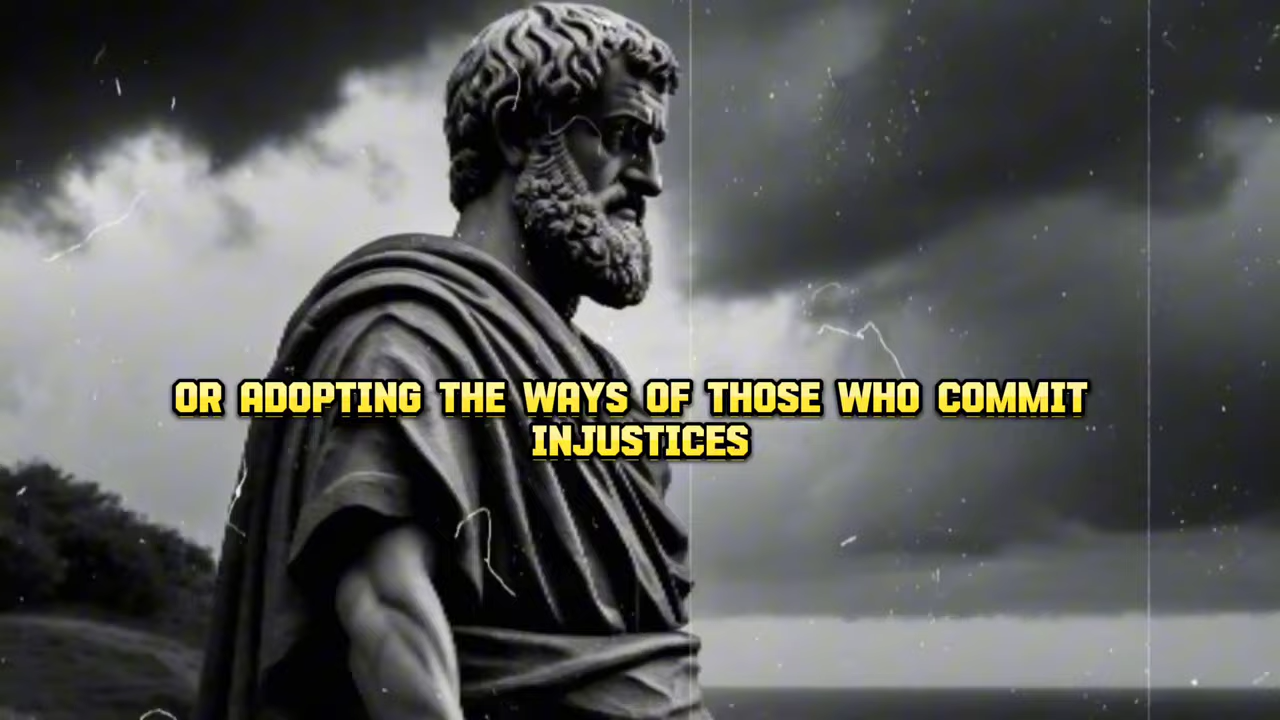 OR ADOPTING THE WAYS OF THOSE WHO COMMIT
INJUSTICES